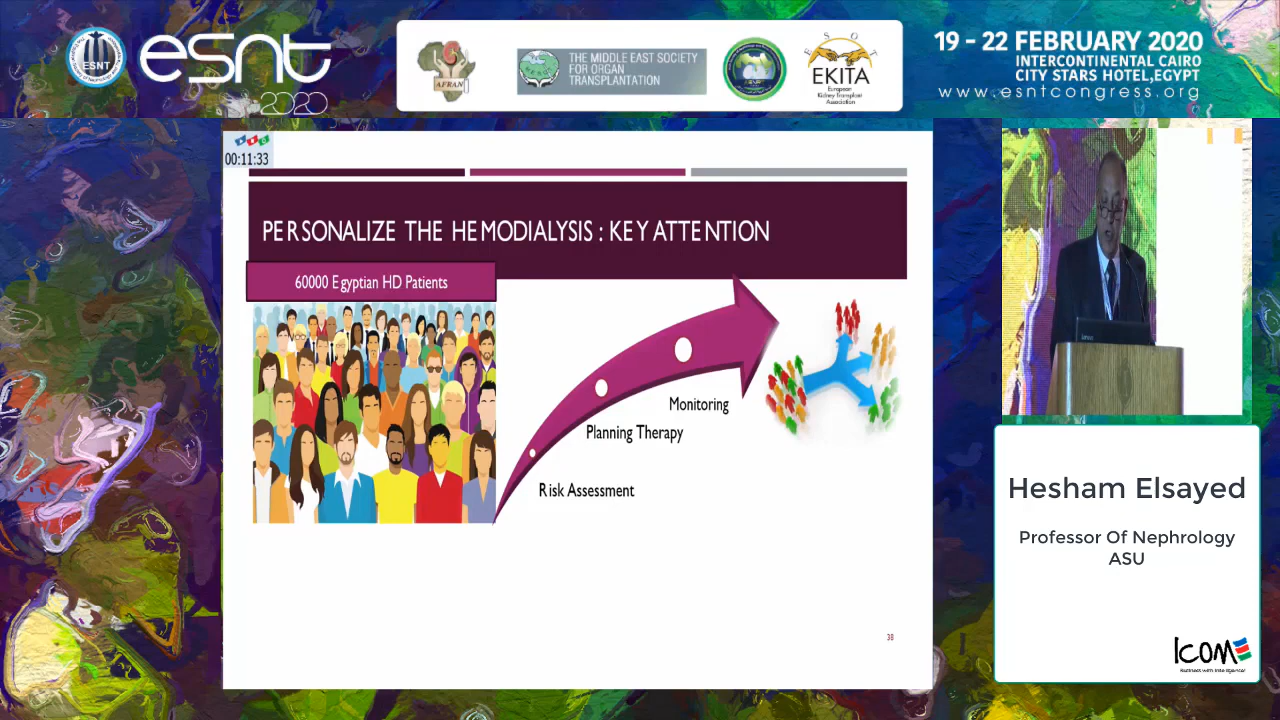 ESNT
esnt
2020
AFRAN
THE MIDDLE EAST SOCIETY
FOR ORGAN
TRANSPLANTATION
ESOT
EKITA
European
Kidney Transplant
Association
19 - 22 FEBRUARY 2020
INTERCONTINENTAL CAIRO
CITY STARS HOTEL,EGYPT
www.esntcongress.org
00:11:33
PERSONALIZE THE HEMODIALYSIS : KEY ATTENTION
60000 Egyptian HD Patients
Monitoring
Planning Therapy
Risk Assessment
38
Hesham Elsayed
Professor Of Nephrology
ASU
ICOM